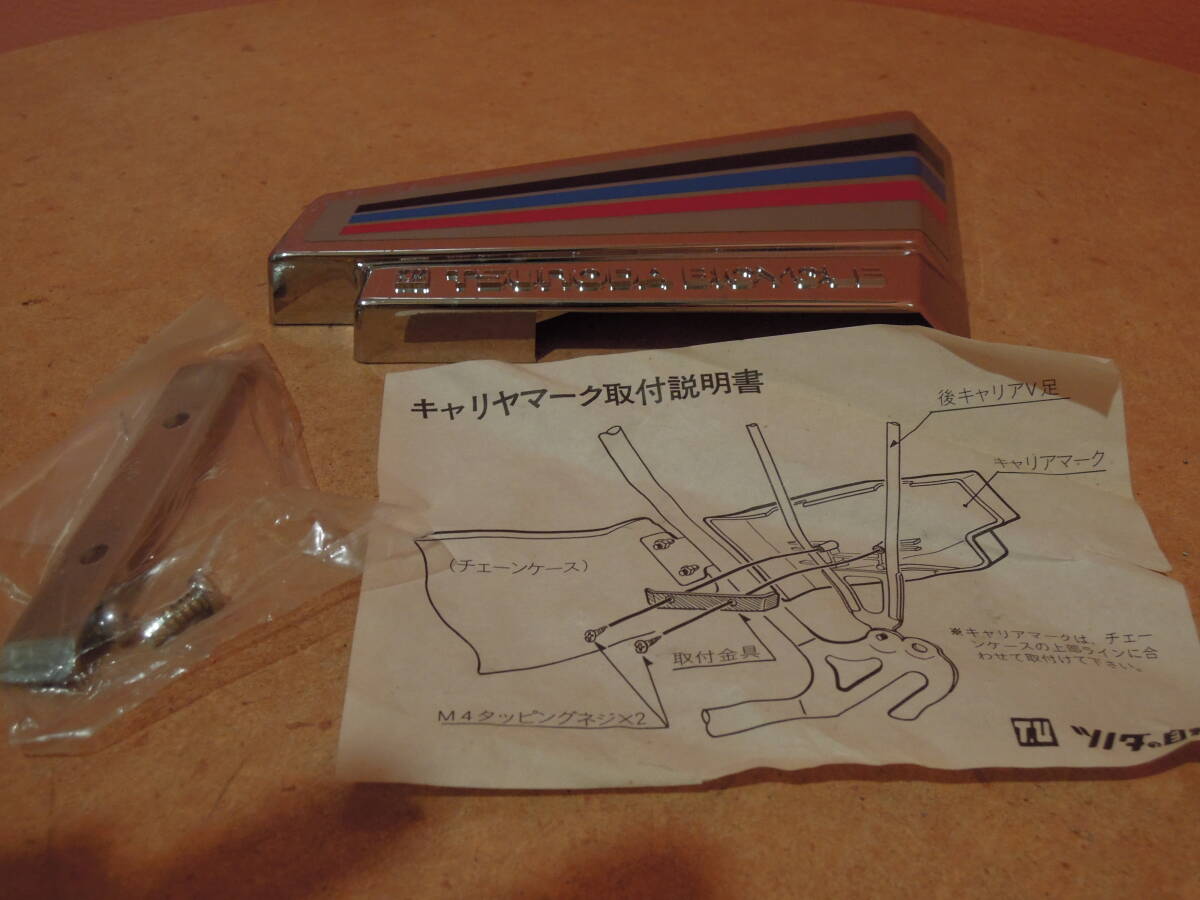 TSUNODA BICYCLE
キャリヤマーク取付説明書
後キャリアV足
キャリアマーク
(チェーンケース)
取付金具
M4タッピングネジ×2
※キャリアマークは、チェー
ンケースの上面ラインに合
わせて取付けて下さい。
ツノダの自